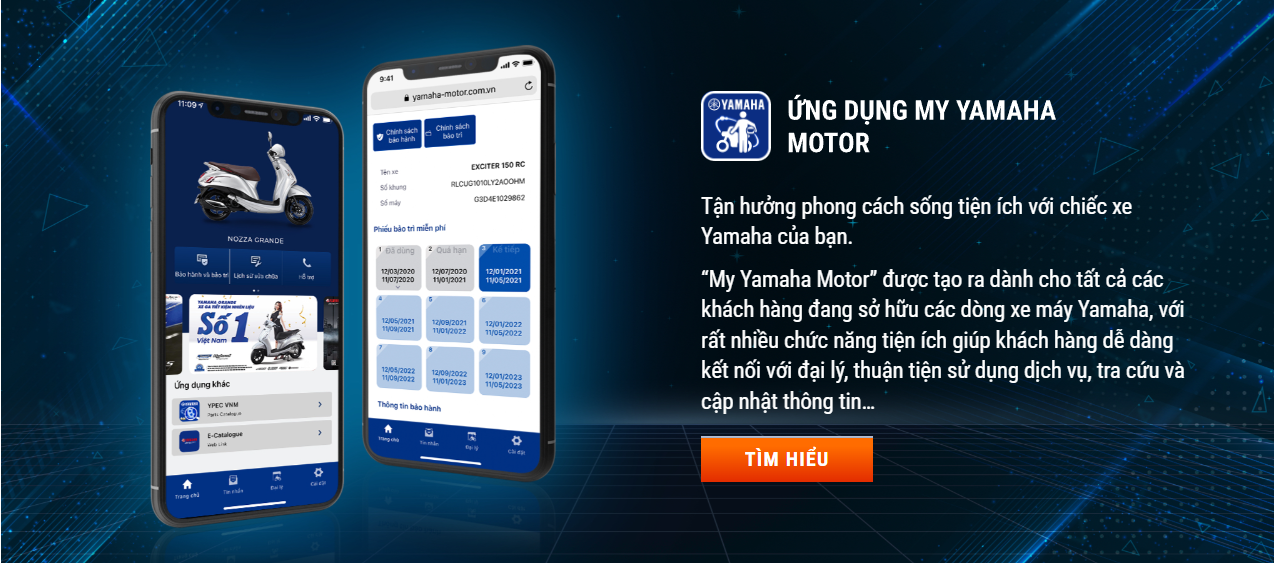 11:09
NOZZA GRANDE
Bảo hành và bảo trì
Lịch sử sửa chữa
Hỗ trợ
YAMAHA GRANDE
XE GA TIẾT KIỆM NHIÊN LIỆU
Số 1
Việt Nam
Ứng dụng khác
YPEC VNM
Parts Catalogue
E-Catalogue
Web Link
Trang chủ
Tin nhắn
Đại lý
Cài đặt
9:41
yamaha-motor.com.vn
Chính sách
bảo hành
Chính sách
bảo trì
Tên xe EXCITER 150 RC
Số khung RLCUG1010LY2AOOHM
Số máy G3D4E1029862
Phiếu bảo trì miễn phí
1 Đã dùng
12/03/2020
11/07/2020
2 Quá hạn
12/07/2020
11/01/2021
3 Kế tiếp
12/01/2021
11/05/2021
4
12/05/2021
11/09/2021
5
12/09/2021
11/01/2022
6
12/01/2022
11/05/2022
7
12/05/2022
11/09/2022
8
12/09/2022
11/01/2023
9
12/01/2023
11/05/2023
Thông tin bảo hành
Trang chủ
Tin nhắn
Đại lý
Cài đặt
YAMAHA
ỨNG DỤNG MY YAMAHA
MOTOR
Tận hưởng phong cách sống tiện ích với chiếc xe
Yamaha của bạn.
“My Yamaha Motor” được tạo ra dành cho tất cả các
khách hàng đang sở hữu các dòng xe máy Yamaha, với
rất nhiều chức năng tiện ích giúp khách hàng dễ dàng
kết nối với đại lý, thuận tiện sử dụng dịch vụ, tra cứu và
cập nhật thông tin...
TÌM HIỂU